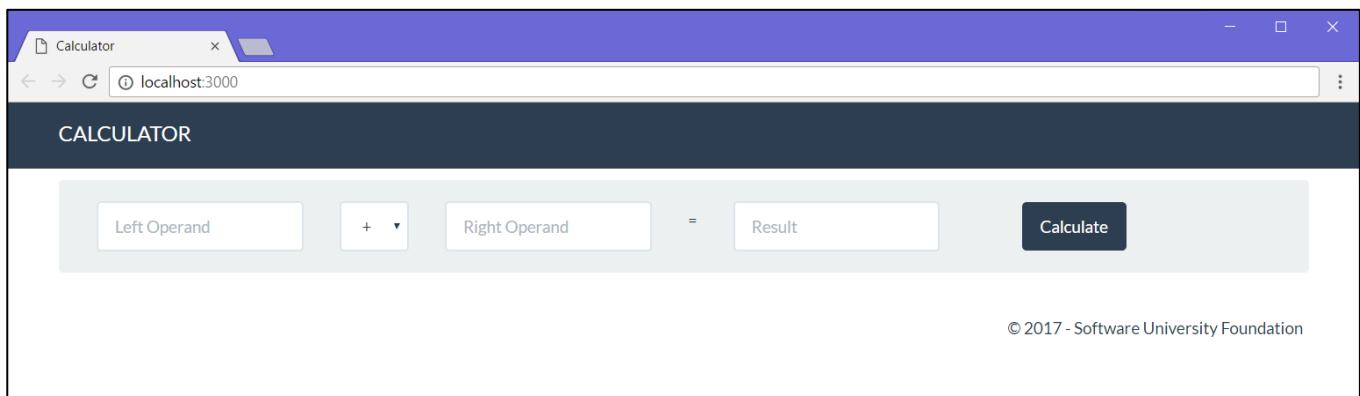 Calculator
localhost:3000
CALCULATOR
Left Operand + Right Operand = Result Calculate
© 2017 - Software University Foundation